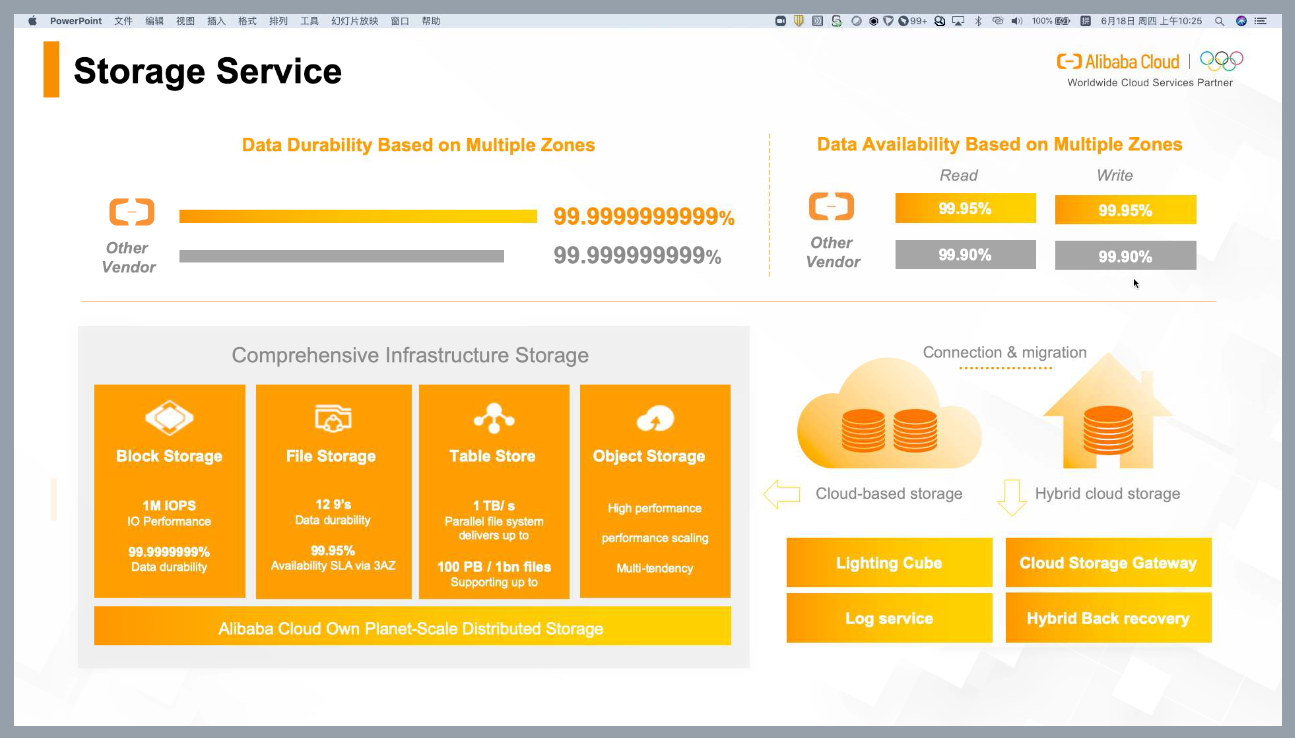 PowerPoint 文件 编辑 视图 插入 格式 排列 工具 幻灯片放映 窗口 帮助 99+ 100% 拼 6月18日 周四 上午10:25
Storage Service
Alibaba Cloud
Worldwide Cloud Services Partner
Data Durability Based on Multiple Zones
99.9999999999%
Other
Vendor
99.999999999%
Data Availability Based on Multiple Zones
Read Write
99.95% 99.95%
Other
Vendor
99.90% 99.90%
Comprehensive Infrastructure Storage
Block Storage
1M IOPS
IO Performance
99.9999999%
Data durability
File Storage
12 9's
Data durability
99.95%
Availability SLA via 3AZ
Table Store
1 TB/ s
Parallel file system
delivers up to
100 PB / 1bn files
Supporting up to
Object Storage
High performance
performance scaling
Multi-tendency
Alibaba Cloud Own Planet-Scale Distributed Storage
Connection & migration
Cloud-based storage
Hybrid cloud storage
Lighting Cube
Cloud Storage Gateway
Log service
Hybrid Back recovery